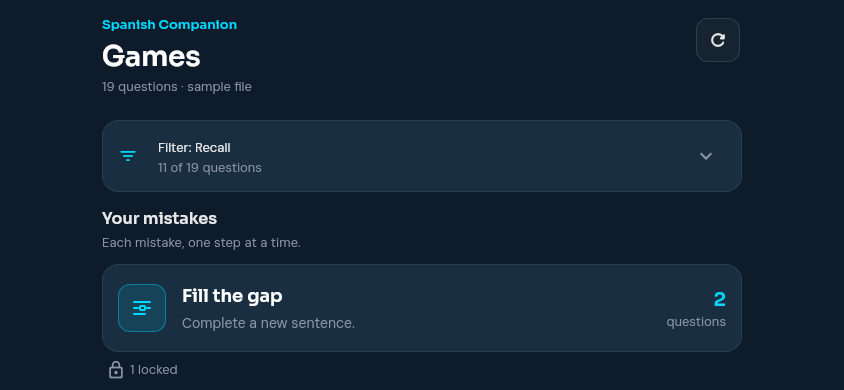 Spanish Companion
Games
19 questions · sample file
Filter: Recall
11 of 19 questions
Your mistakes
Each mistake, one step at a time.
Fill the gap
Complete a new sentence.
2
questions
1 locked